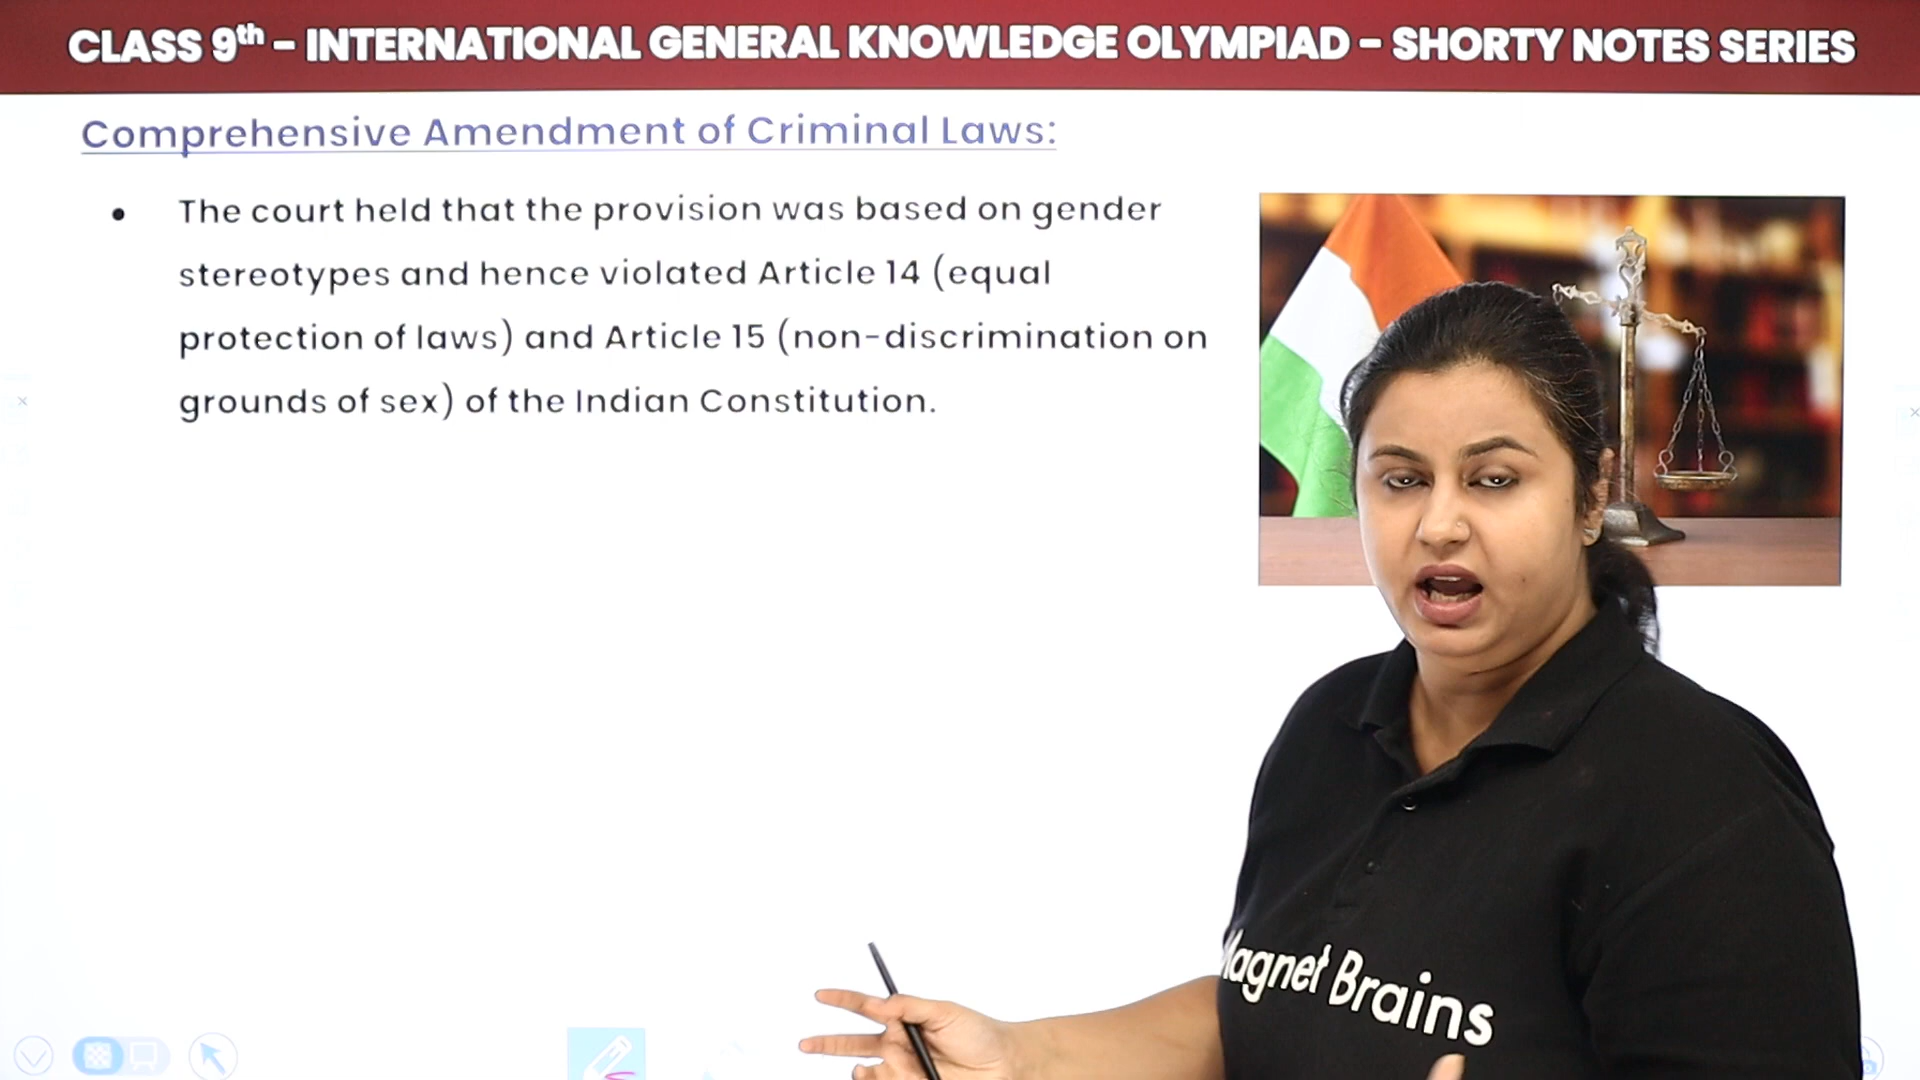 CLASS 9th - INTERNATIONAL GENERAL KNOWLEDGE OLYMPIAD - SHORTY NOTES SERIES
Comprehensive Amendment of Criminal Laws:
• The court held that the provision was based on gender
stereotypes and hence violated Article 14 (equal
protection of laws) and Article 15 (non-discrimination on
grounds of sex) of the Indian Constitution.
Magnet Brains